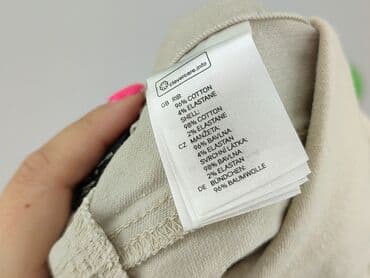 clevercare.info
GB RIB
96% COTTON
4% ELASTANE
SHELL:
98% COTTON
2% ELASTANE
CZ MANŽETA:
96% BAVLNA
4% ELASTAN
SVRCHNÍ LÁTKA:
98% BAVLNA
2% ELASTAN
DE BÜNDCHEN:
96% BAUMWOLLE